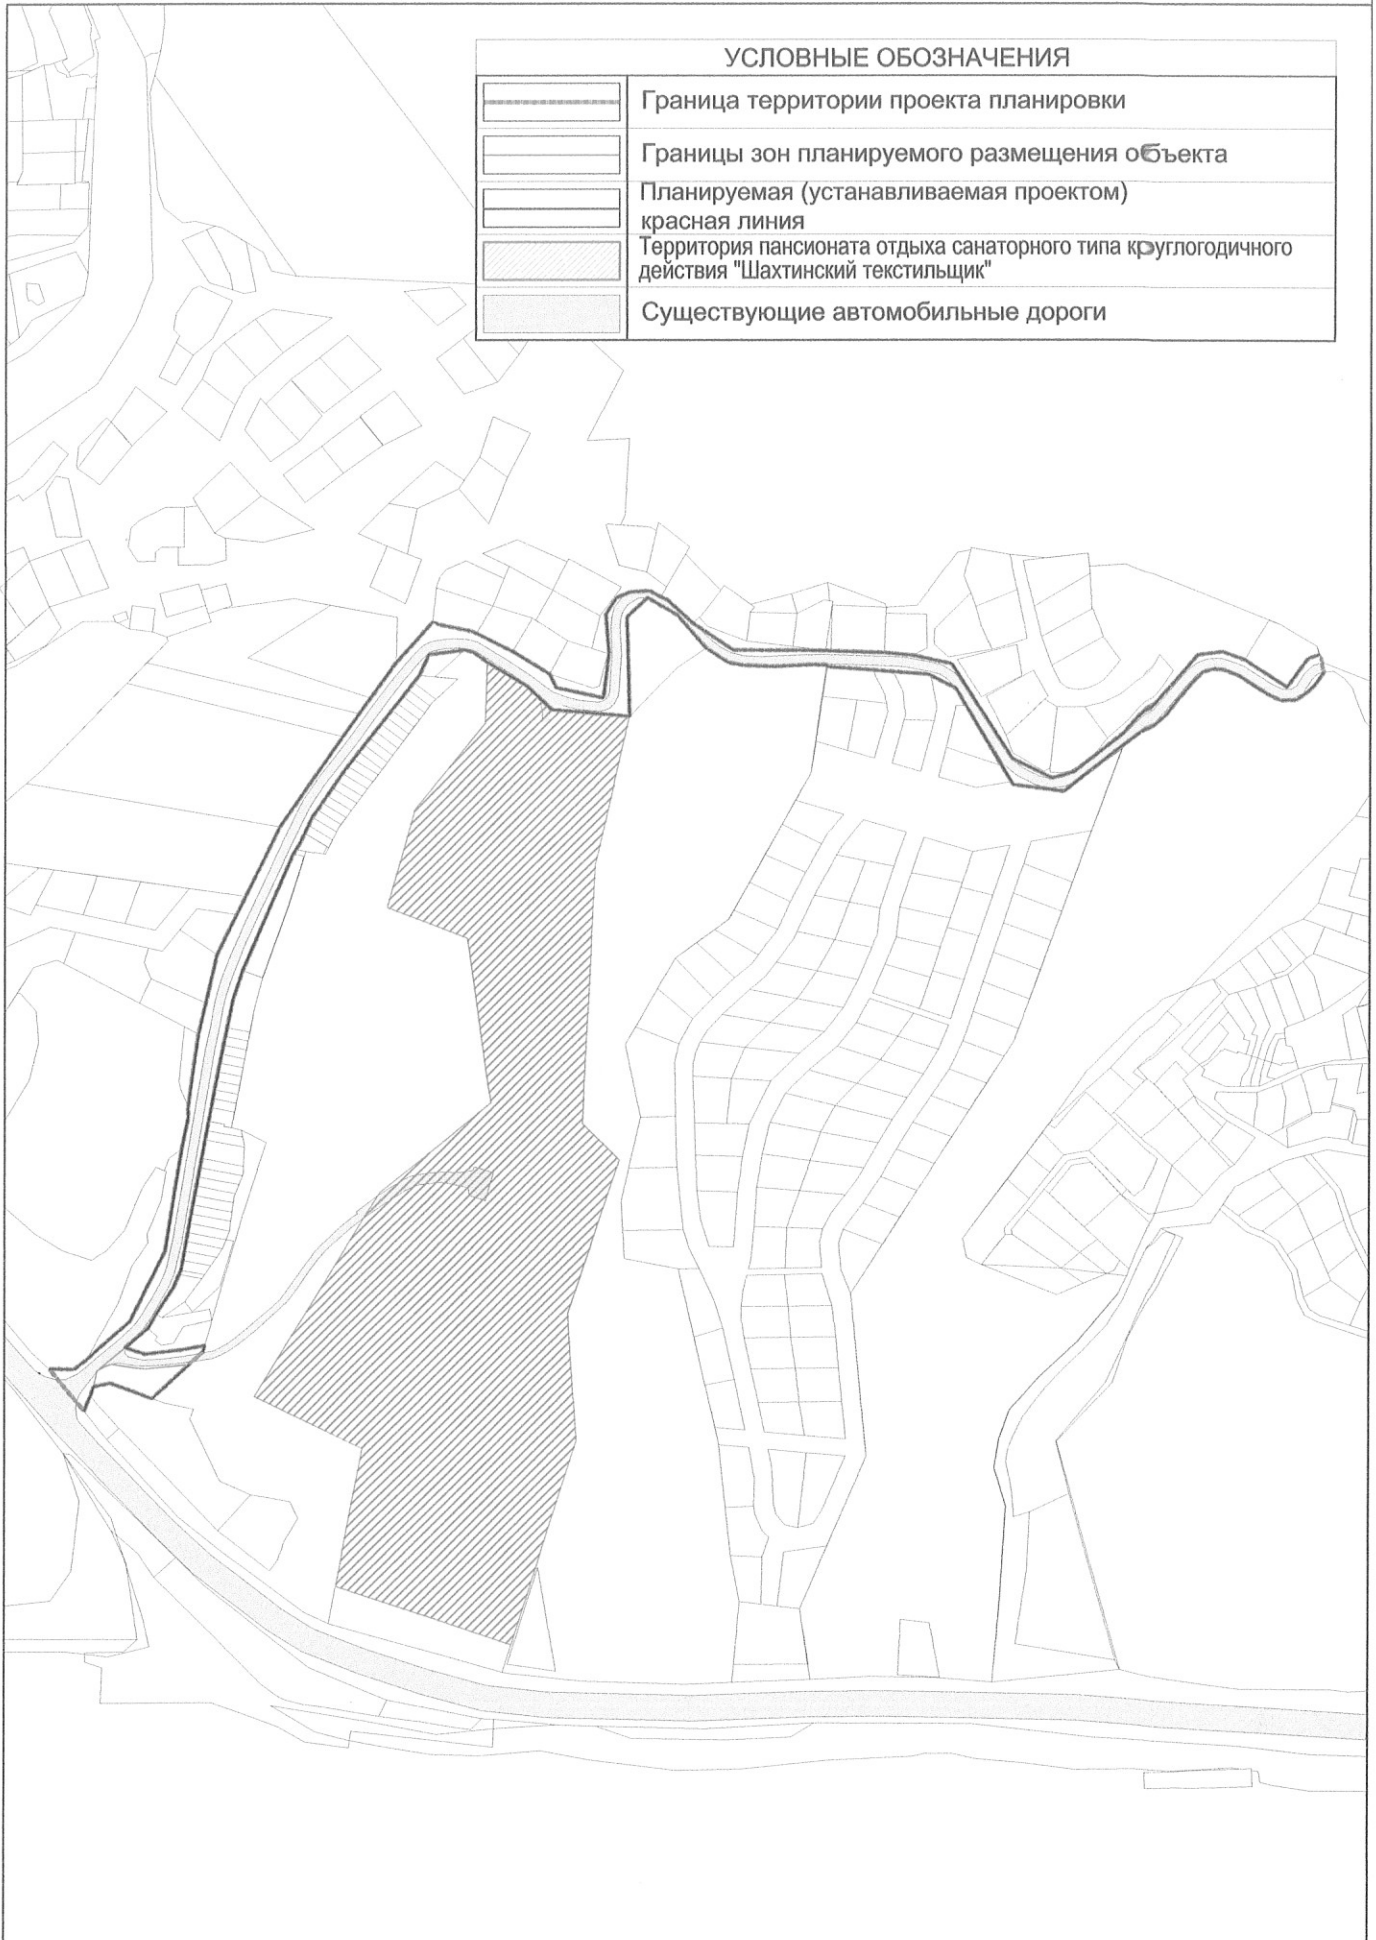 УСЛОВНЫЕ ОБОЗНАЧЕНИЯ
Граница территории проекта планировки
Границы зон планируемого размещения объекта
Планируемая (устанавливаемая проектом)
красная линия
Территория пансионата отдыха санаторного типа круглогодичного
действия "Шахтинский текстильщик"
Существующие автомобильные дороги